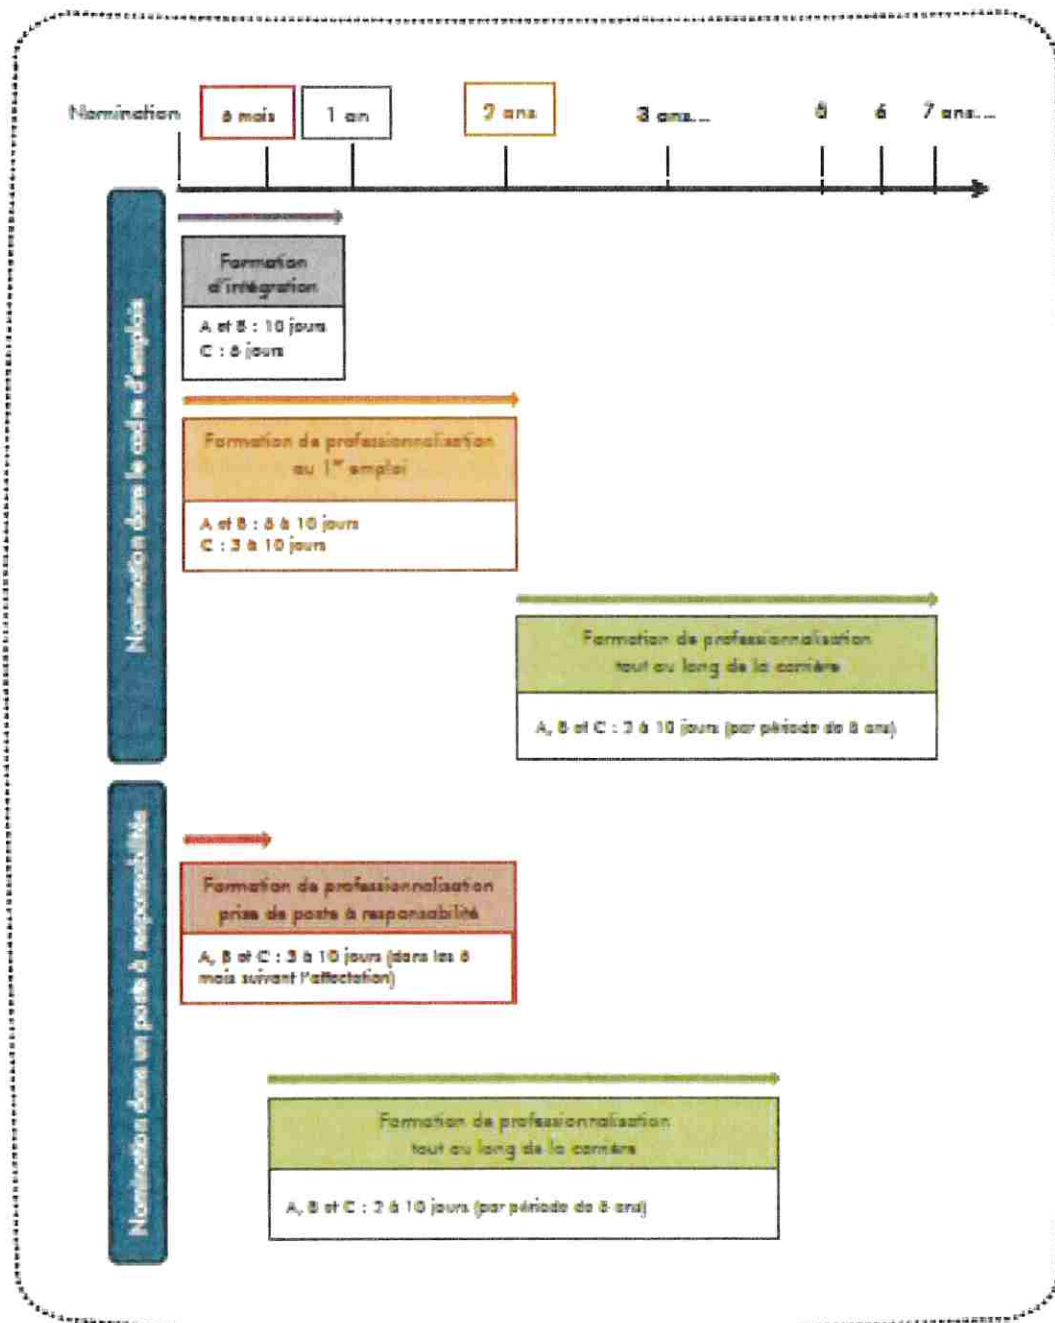 Nomination 6 mois 1 an 2 ans 3 ans... 5 6 7 ans...
Nomination dans le cadre d'emplois
Formation
d'intégration
A et B : 10 jours
C : 5 jours
Formation de professionnalisation
au 1er emploi
A et B : 5 à 10 jours
C : 3 à 10 jours
Formation de professionnalisation
tout au long de la carrière
A, B et C : 2 à 10 jours (par période de 5 ans)
Nomination dans un poste à responsabilité
Formation de professionnalisation
prise de poste à responsabilité
A, B et C : 3 à 10 jours (dans les 6
mois suivant l'affectation)
Formation de professionnalisation
tout au long de la carrière
A, B et C : 2 à 10 jours (par période de 5 ans)